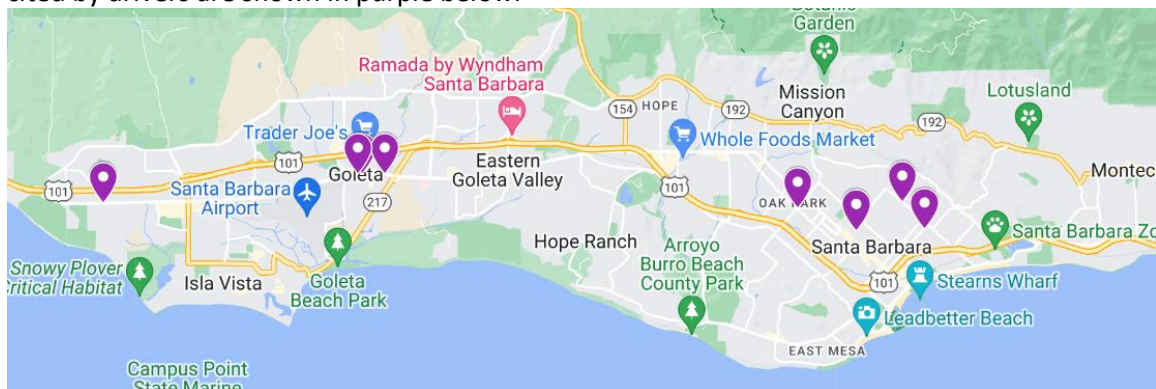 cited by drivers are shown in purple below.
Botanic
Garden
Ramada by Wyndham
Santa Barbara
154
HOPE
192
Mission
Canyon
Lotusland
Trader Joe's
Whole Foods Market
192
101
Goleta
Eastern
Goleta Valley
Montec
101
Santa Barbara
Airport
217
101
OAK PARK
Santa Barbara
Santa Barbara Zo
Hope Ranch
Arroyo
Burro Beach
County Park
Snowy Plover
Critical Habitat
Isla Vista
Goleta
Beach Park
101
Stearns Wharf
Leadbetter Beach
EAST MESA
Campus Point
State Marine